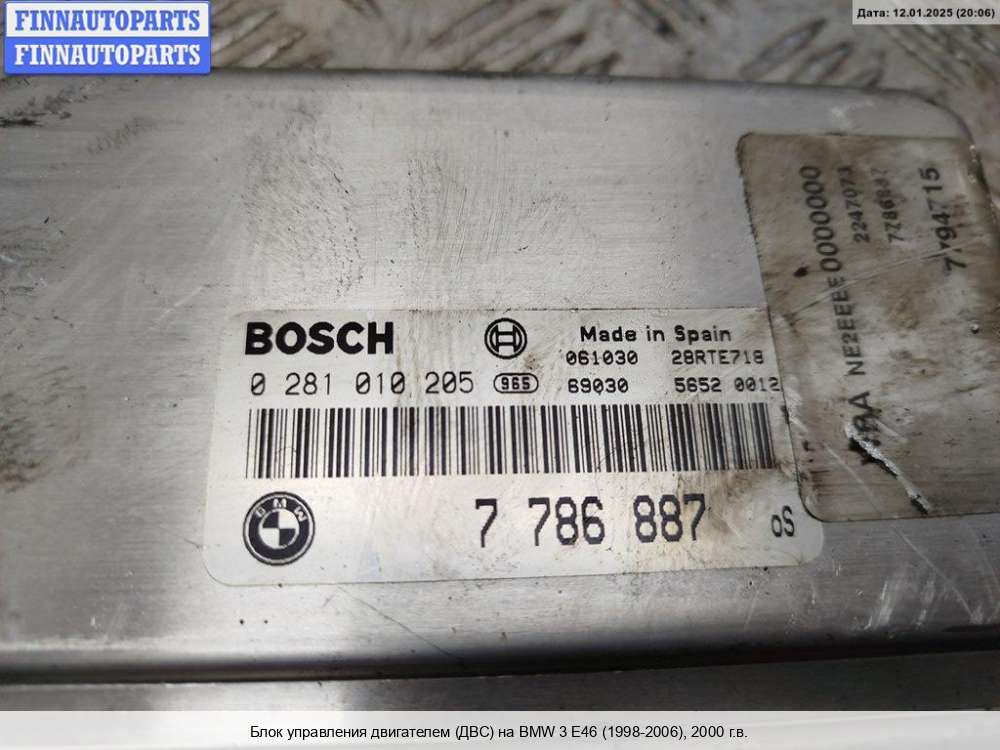 FINNAUTOPARTS
FINNAUTOPARTS
Дата: 12.01.2025 (20:06)
BOSCH
Made in Spain
061030 28RTE718
0 281 010 205 965 69030 5652 0012
BMW
7 786 887 oS
NE2EEEEE0000000
2247073
7794715
Блок управления двигателем (ДВС) на BMW 3 E46 (1998-2006), 2000 г.в.